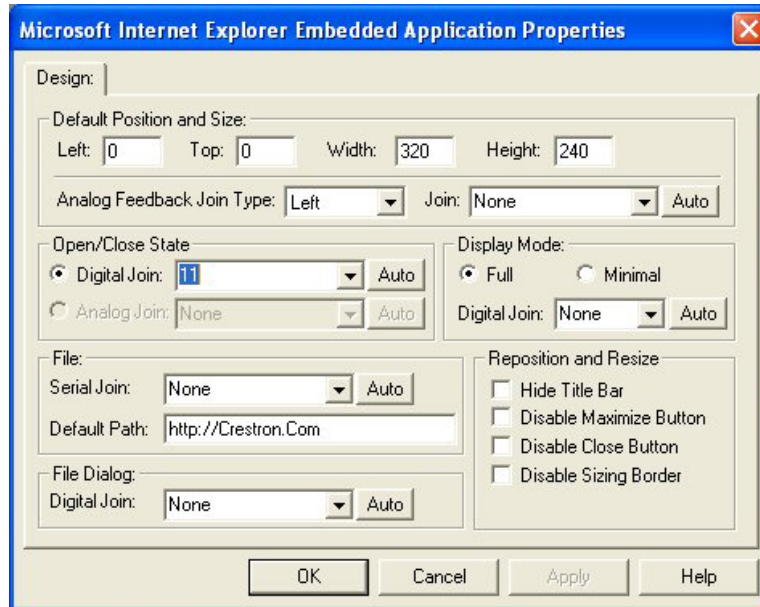 Microsoft Internet Explorer Embedded Application Properties
Design:
Default Position and Size:
Left: 0 Top: 0 Width: 320 Height: 240
Analog Feedback Join Type: Left Join: None Auto
Open/Close State
Digital Join: 11 Auto
Analog Join: None Auto
Display Mode:
Full Minimal
Digital Join: None Auto
File:
Serial Join: None Auto
Default Path: http://Crestron.Com
File Dialog:
Digital Join: None Auto
Reposition and Resize
Hide Title Bar
Disable Maximize Button
Disable Close Button
Disable Sizing Border
OK Cancel Apply Help